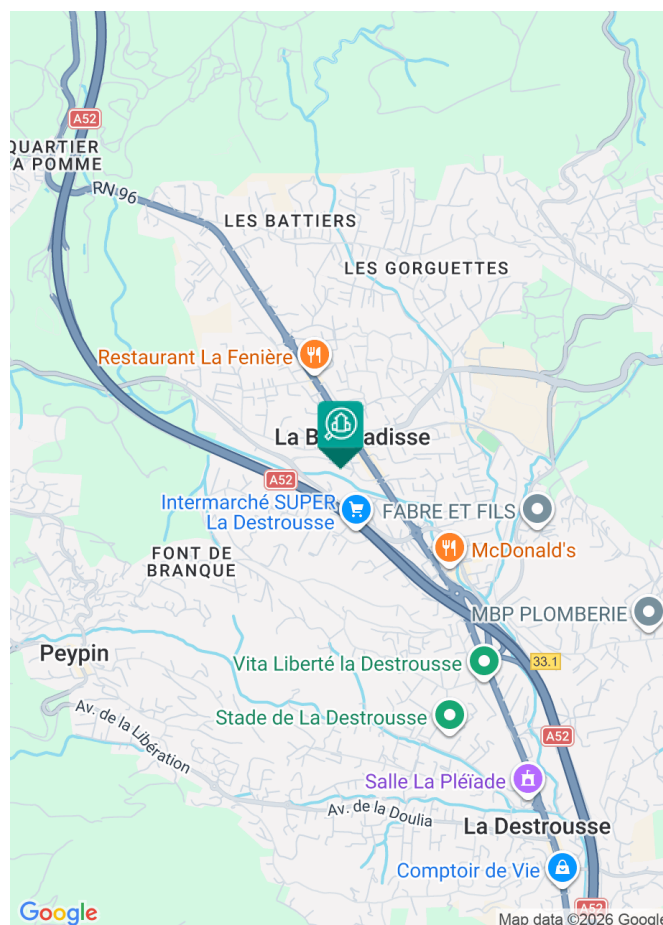 A52
QUARTIER
A POMME
RN 96
LES BATTIERS
LES GORGUETTES
Restaurant La Fenière
La B adisse
A52
Intermarché SUPER
La Destrousse
FABRE ET FILS
McDonald's
FONT DE
BRANQUE
MBP PLOMBERIE
Peypin
Vita Liberté la Destrousse
33.1
Stade de La Destrousse
Av. de la Libération
A52
Salle La Pléïade
Av. de la Doulia
La Destrousse
Comptoir de Vie
A52
Google
Map data ©2026 Google